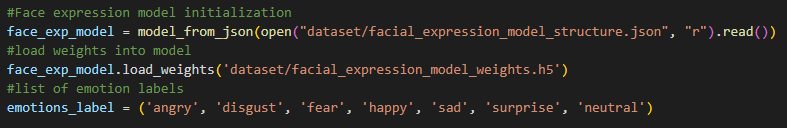 #Face expression model initialization
face_exp_model = model_from_json(open("dataset/facial_expression_model_structure.json", "r").read())
#load weights into model
face_exp_model.load_weights('dataset/facial_expression_model_weights.h5')
#list of emotion labels
emotions_label = ('angry', 'disgust', 'fear', 'happy', 'sad', 'surprise', 'neutral')